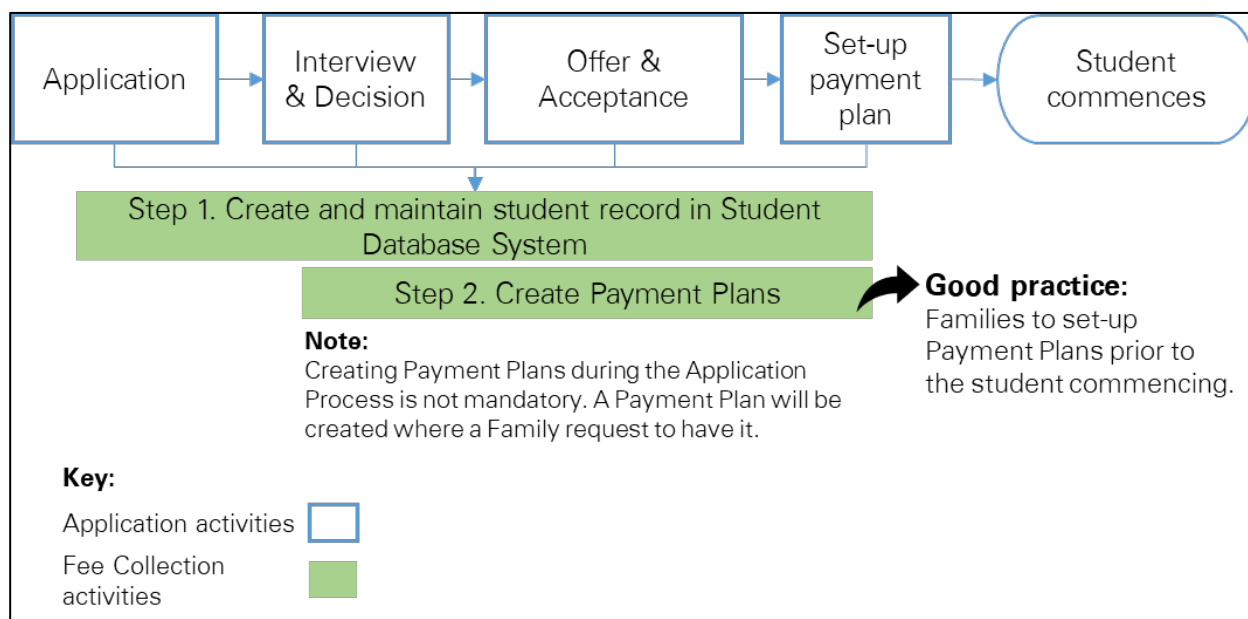 Application
Interview
& Decision
Offer &
Acceptance
Set-up
payment
plan
Student
commences
Step 1. Create and maintain student record in Student
Database System
Step 2. Create Payment Plans
Good practice:
Families to set-up
Payment Plans prior to
the student commencing.
Note:
Creating Payment Plans during the Application
Process is not mandatory. A Payment Plan will be
created where a Family request to have it.
Key:
Application activities
Fee Collection
activities